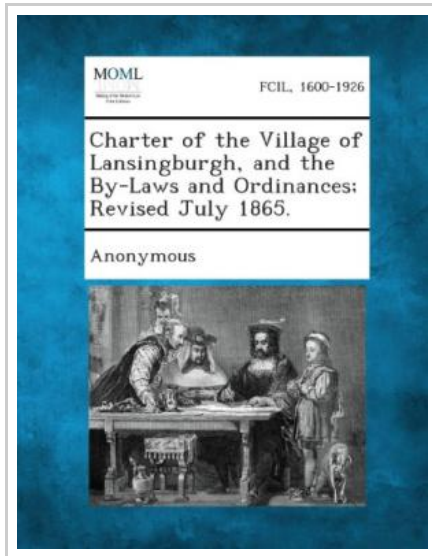 MOML
FCIL, 1600-1926
Charter of the Village of
Lansingburgh, and the
By-Laws and Ordinances;
Revised July 1865.
Anonymous